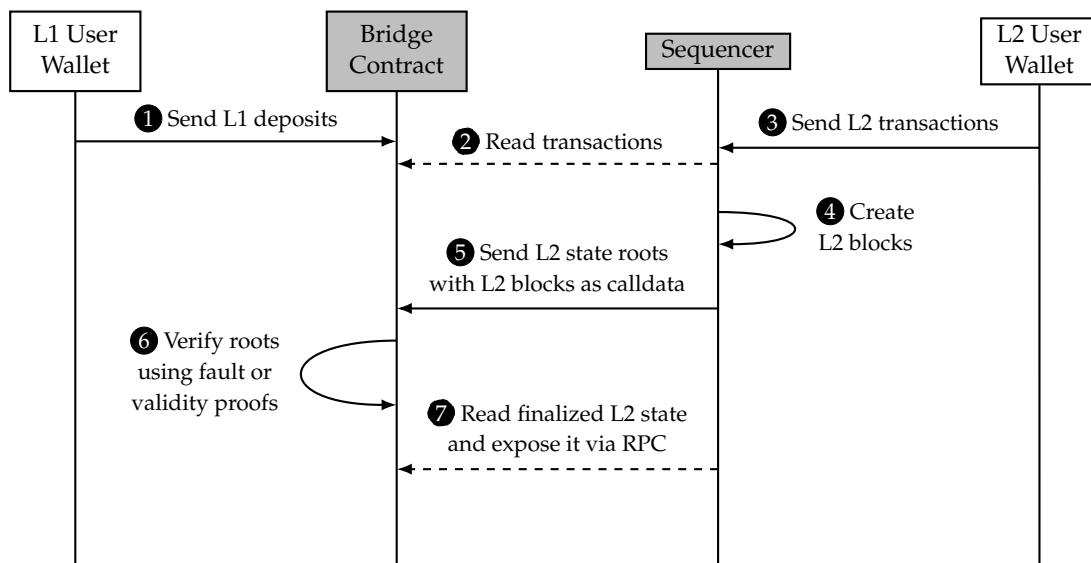 L1 User
Wallet
Bridge
Contract
Sequencer
L2 User
Wallet
1 Send L1 deposits
2 Read transactions
3 Send L2 transactions
4 Create
L2 blocks
5 Send L2 state roots
with L2 blocks as calldata
6 Verify roots
using fault or
validity proofs
7 Read finalized L2 state
and expose it via RPC